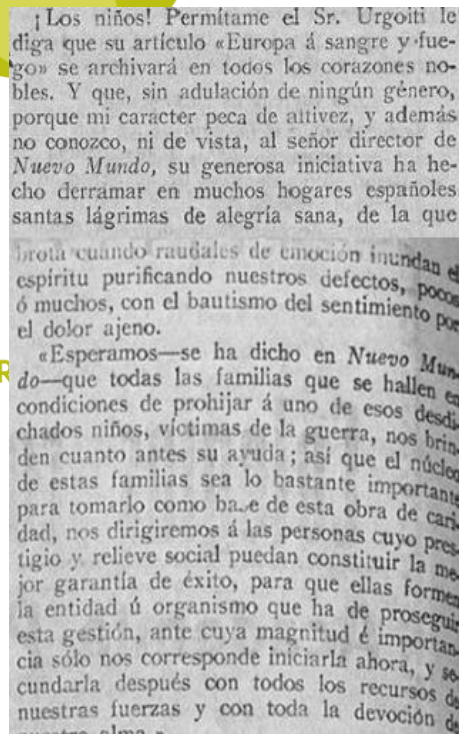 ¡Los niños! Permítame el Sr. Urgoiti le
diga que su artículo «Europa á sangre y fue-
go» se archivará en todos los corazones no-
bles. Y que, sin adulación de ningún género,
porque mi carácter peca de altivez, y además
no conozco, ni de vista, al señor director de
Nuevo Mundo, su generosa iniciativa ha he-
cho derramar en muchos hogares españoles
santas lágrimas de alegría sana, de la que
brota cuando raudales de emoción inundan el
espíritu purificando nuestros defectos, pocos
ó muchos, con el bautismo del sentimiento por
el dolor ajeno.
«Esperamos—se ha dicho en Nuevo Mun-
do—que todas las familias que se hallen en
condiciones de prohijar á uno de esos desdi-
chados niños, víctimas de la guerra, nos brin-
den cuanto antes su ayuda; así que el núcleo
de estas familias sea lo bastante importante
para tomarlo como base de esta obra de cari-
dad, nos dirigiremos á las personas cuyo pres-
tigio y relieve social puedan constituir la me-
jor garantía de éxito, para que ellas formen
la entidad ú organismo que ha de proseguir
esta gestión, ante cuya magnitud é importan-
cia sólo nos corresponde iniciarla ahora, y se-
cundarla después con todos los recursos de
nuestras fuerzas y con toda la devoción de
nuestra alma.»
R